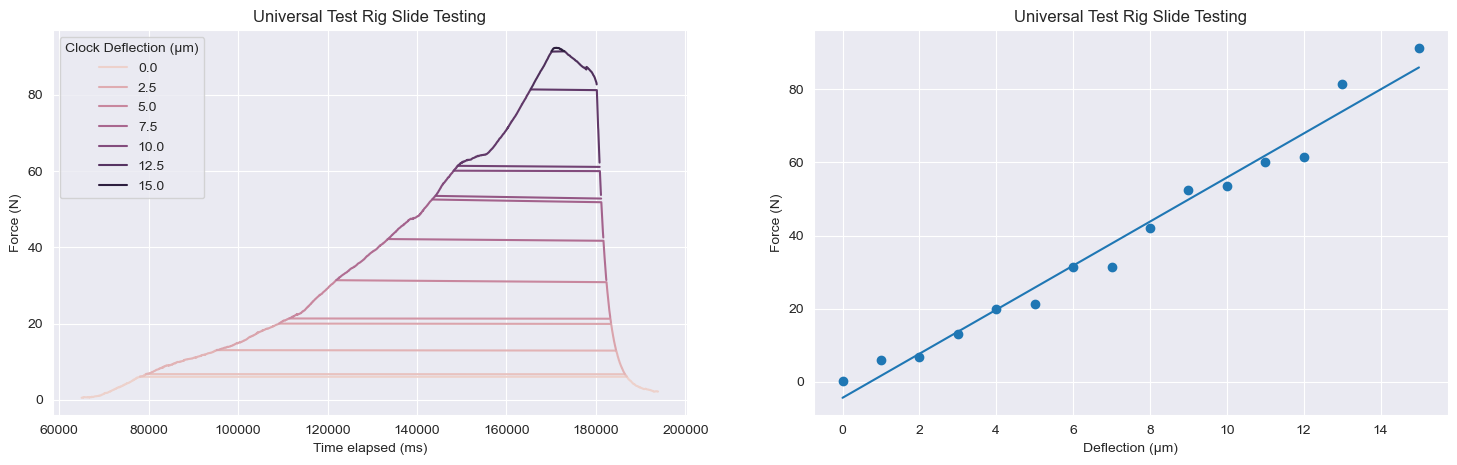 Universal Test Rig Slide Testing
Clock Deflection (μm)
0.0
2.5
5.0
7.5
10.0
12.5
15.0
Force (N)
80
60
40
20
0
60000 80000 100000 120000 140000 160000 180000 200000
Time elapsed (ms)
Universal Test Rig Slide Testing
Force (N)
80
60
40
20
0
0 2 4 6 8 10 12 14
Deflection (μm)